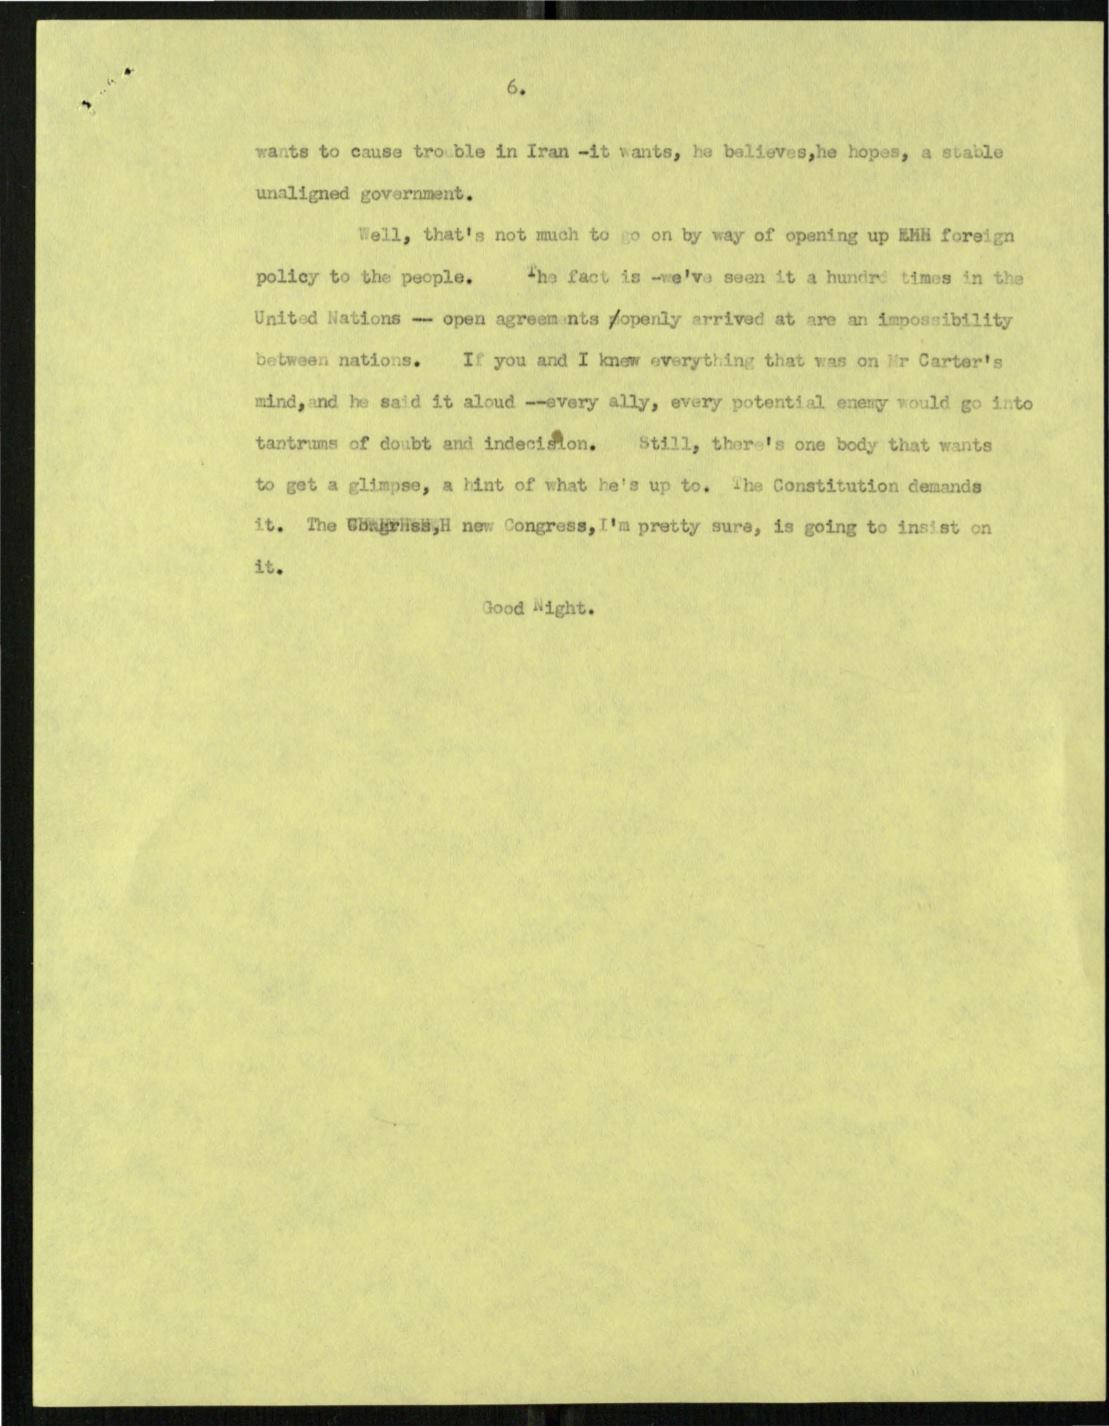 6.
wants to cause trouble in Iran -it wants, he believes,he hopes, a stable
unaligned government.
Well, that's not much to go on by way of opening up foreign
policy to the people. The fact is -we've seen it a hundrd times in the
United Nations -- open agreements /openly arrived at are an impossibility
between nations. If you and I knew everything that was on Mr Carter's
mind,and he said it aloud --every ally, every potential enemy would go into
tantrums of doubt and indecision. Still, there's one body that wants
to get a glimpse, a hint of what he's up to. The Constitution demands
it. The new Congress,I'm pretty sure, is going to insist on
it.
Good Night.